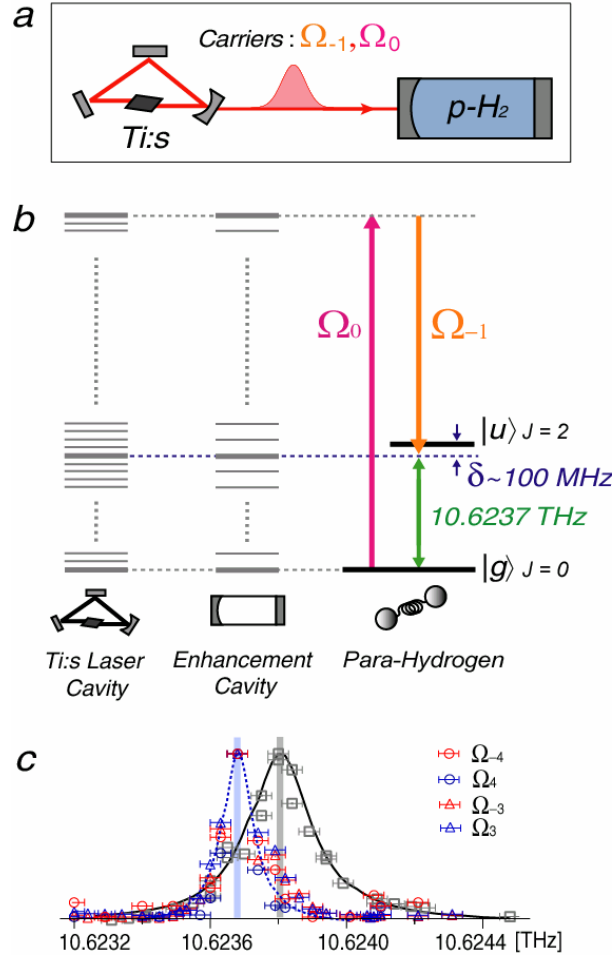 a
Carriers : Ω₋₁, Ω₀
Ti:s
p-H₂
b
Ω₀
Ω₋₁
|u⟩ J = 2
δ~100 MHz
10.6237 THz
|g⟩ J = 0
Ti:s Laser
Cavity
Enhancement
Cavity
Para-Hydrogen
c
Ω₋₄
Ω₄
Ω₋₃
Ω₃
10.6232 10.6236 10.6240 10.6244 [THz]